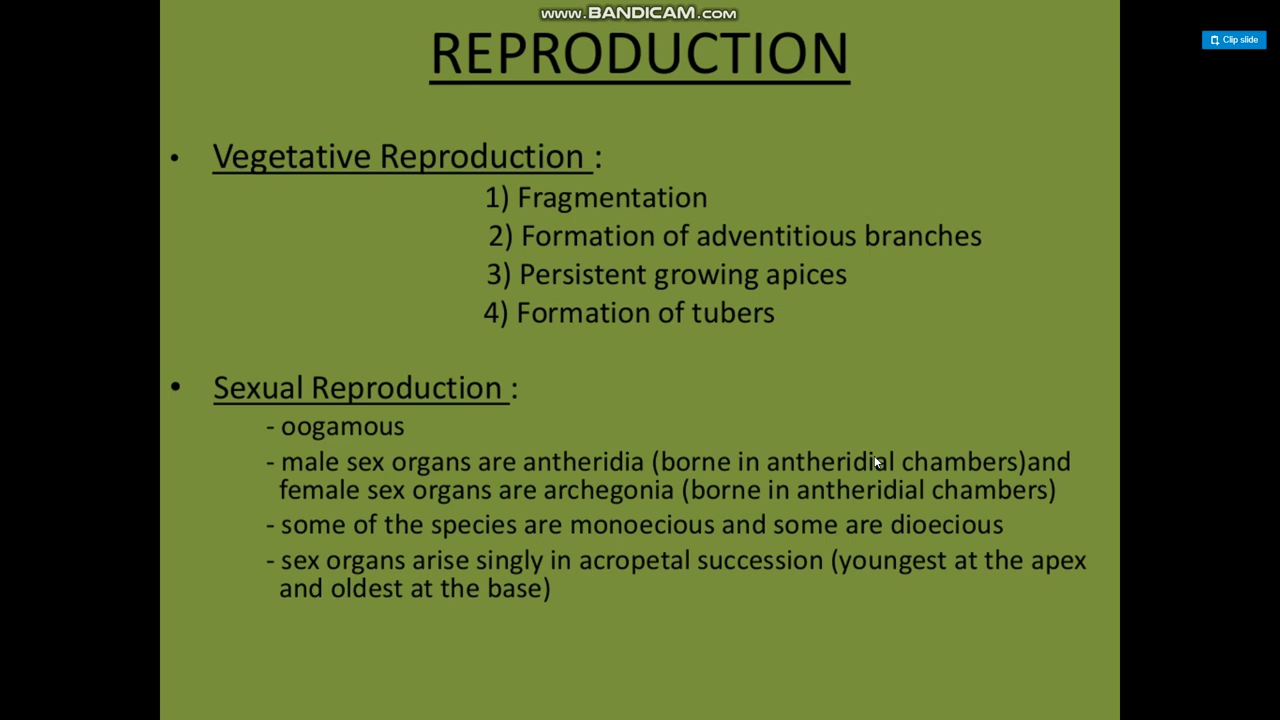 www.BANDICAM.com
Clip slide
REPRODUCTION
• Vegetative Reproduction :
1) Fragmentation
2) Formation of adventitious branches
3) Persistent growing apices
4) Formation of tubers
• Sexual Reproduction :
- oogamous
- male sex organs are antheridia (borne in antheridial chambers)and
female sex organs are archegonia (borne in antheridial chambers)
- some of the species are monoecious and some are dioecious
- sex organs arise singly in acropetal succession (youngest at the apex
and oldest at the base)